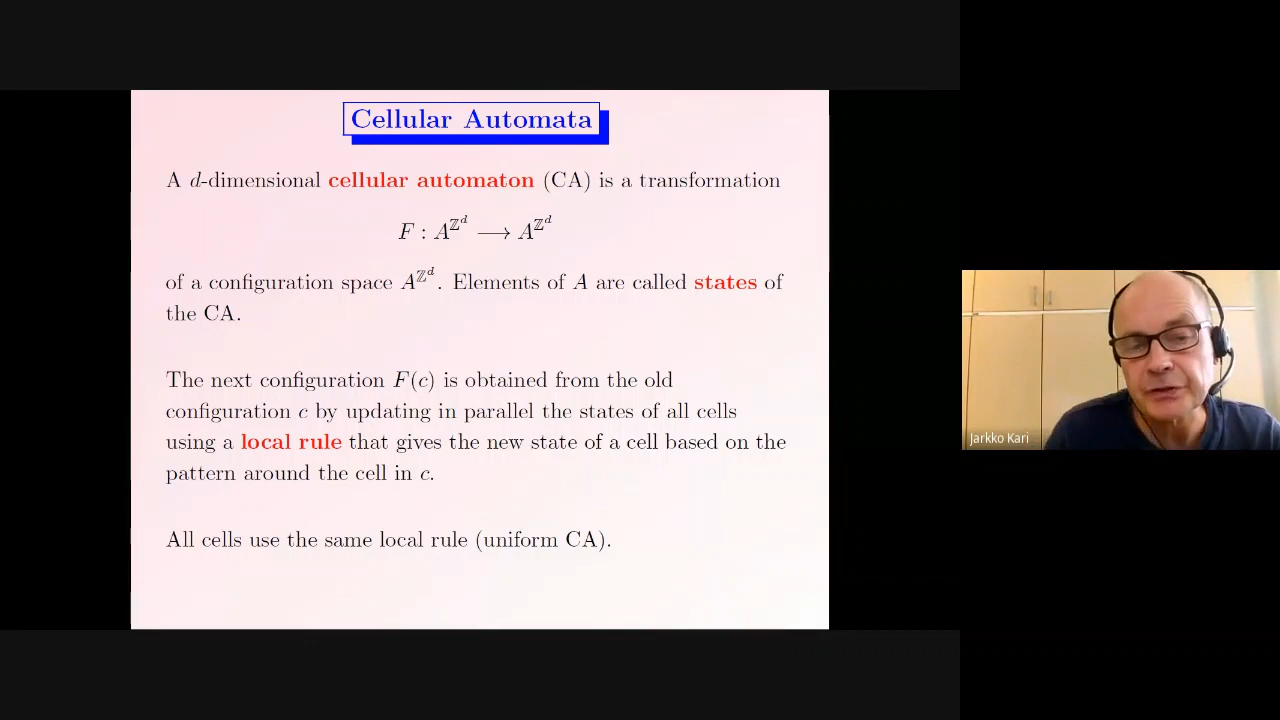 Cellular Automata
A d-dimensional cellular automaton (CA) is a transformation
F : A^{ℤ^d} ⟶ A^{ℤ^d}
of a configuration space A^{ℤ^d}. Elements of A are called states of
the CA.
The next configuration F(c) is obtained from the old
configuration c by updating in parallel the states of all cells
using a local rule that gives the new state of a cell based on the
pattern around the cell in c.
All cells use the same local rule (uniform CA).
Jarkko Kari